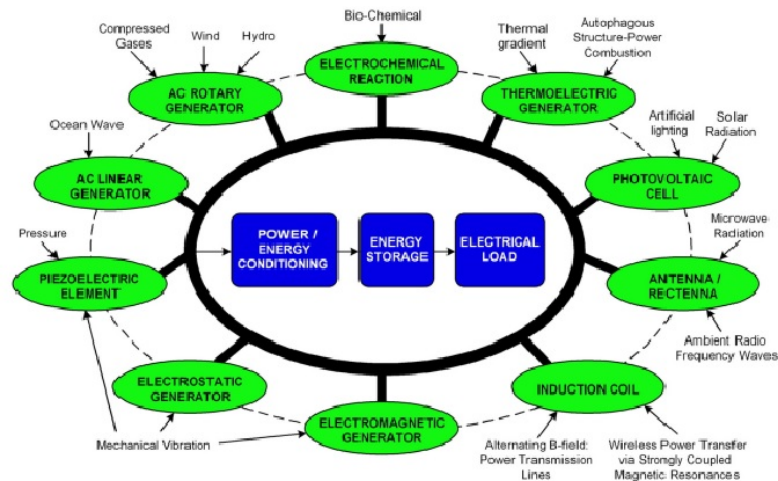 Bio-Chemical
Compressed
Gases
Wind
Hydro
Thermal
gradient
Autophagous
Structure-Power
Combustion
ELECTROCHEMICAL
REACTION
AC ROTARY
GENERATOR
THERMOELECTRIC
GENERATOR
Artificial
lighting
Solar
Radiation
Ocean Wave
AC LINEAR
GENERATOR
PHOTOVOLTAIC
CELL
Pressure
Microwave
Radiation
POWER /
ENERGY
CONDITIONING
ENERGY
STORAGE
ELECTRICAL
LOAD
PIEZOELECTRIC
ELEMENT
ANTENNA /
RECTENNA
Ambient Radio
Frequency Waves
ELECTROSTATIC
GENERATOR
INDUCTION COIL
ELECTROMAGNETIC
GENERATOR
Mechanical Vibration
Alternating B-field:
Power Transmission
Lines
Wireless Power Transfer
via Strongly Coupled
Magnetic Resonances